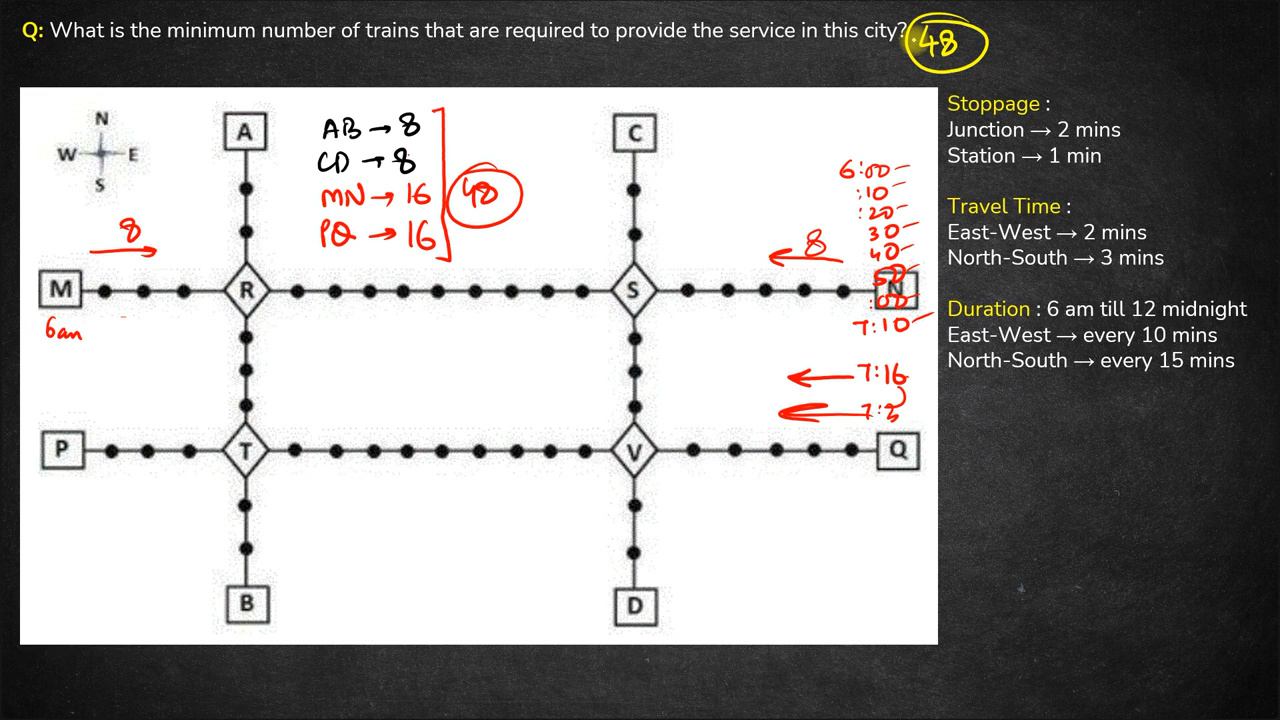 Q: What is the minimum number of trains that are required to provide the service in this city? 48
Stoppage :
Junction → 2 mins
Station → 1 min
Travel Time :
East-West → 2 mins
North-South → 3 mins
Duration : 6 am till 12 midnight
East-West → every 10 mins
North-South → every 15 mins
N
W E
S
A
C
AB → 8
CD → 8
MN → 16
PQ → 16
48
8
8
6:00
:10
:20
30
40
50
:00
7:10
M
R
S
N
6am
7:16
P
T
V
Q
B
D